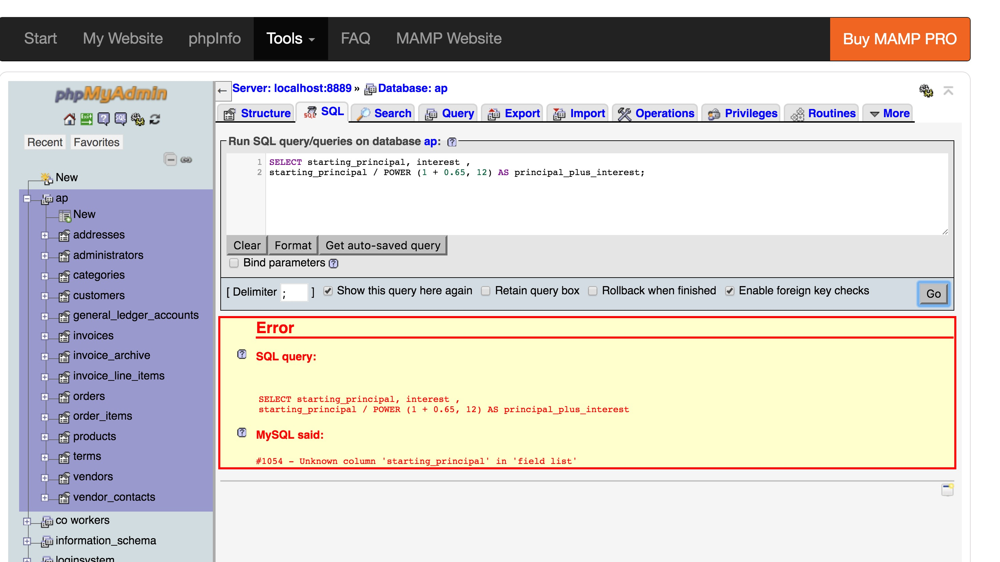 Start My Website phpInfo Tools FAQ MAMP Website Buy MAMP PRO
phpMyAdmin
Recent Favorites
New
ap
New
addresses
administrators
categories
customers
general_ledger_accounts
invoices
invoice_archive
invoice_line_items
orders
order_items
products
terms
vendors
vendor_contacts
co workers
information_schema
loginsystem
Server: localhost:8889 » Database: ap
Structure SQL Search Query Export Import Operations Privileges Routines More
Run SQL query/queries on database ap:
1 SELECT starting_principal, interest ,
2 starting_principal / POWER (1 + 0.65, 12) AS principal_plus_interest;
Clear Format Get auto-saved query
Bind parameters
[ Delimiter ; ] Show this query here again Retain query box Rollback when finished Enable foreign key checks Go
Error
SQL query:
SELECT starting_principal, interest ,
starting_principal / POWER (1 + 0.65, 12) AS principal_plus_interest
MySQL said:
#1054 - Unknown column 'starting_principal' in 'field list'